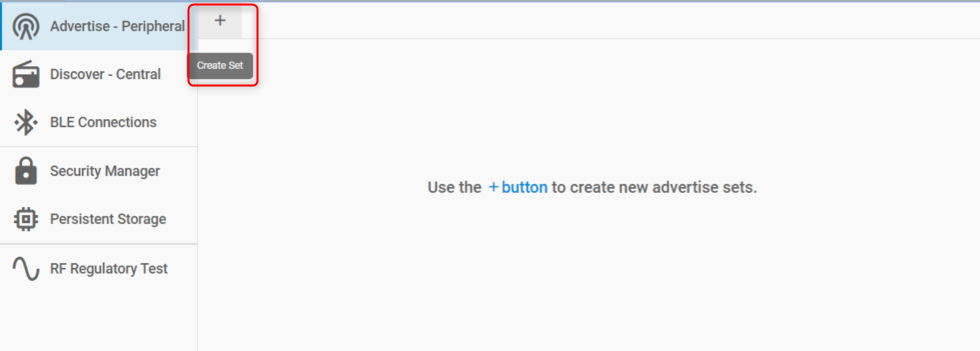 Advertise - Peripheral
+
Create Set
Discover - Central
BLE Connections
Security Manager
Persistent Storage
RF Regulatory Test
Use the + button to create new advertise sets.